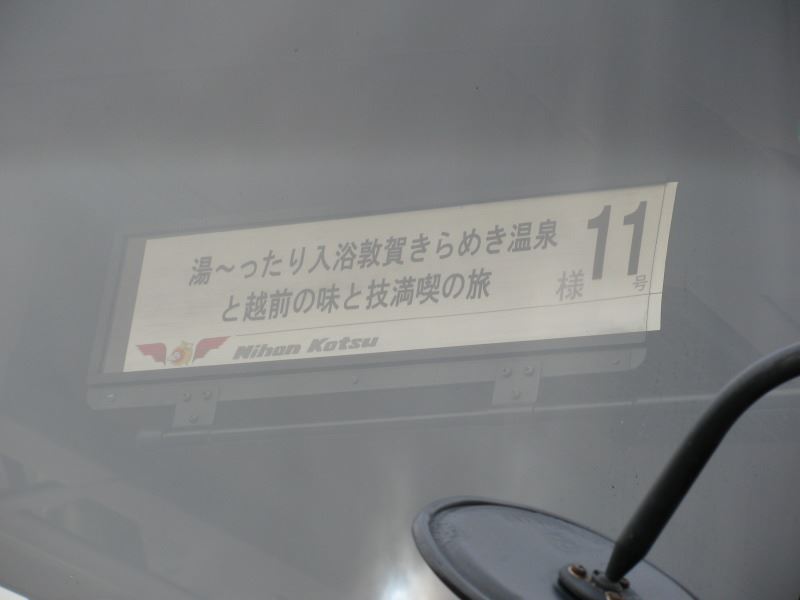 湯～ったり入浴敦賀きらめき温泉
と越前の味と技満喫の旅
様
11
号
Nihon Kotsu